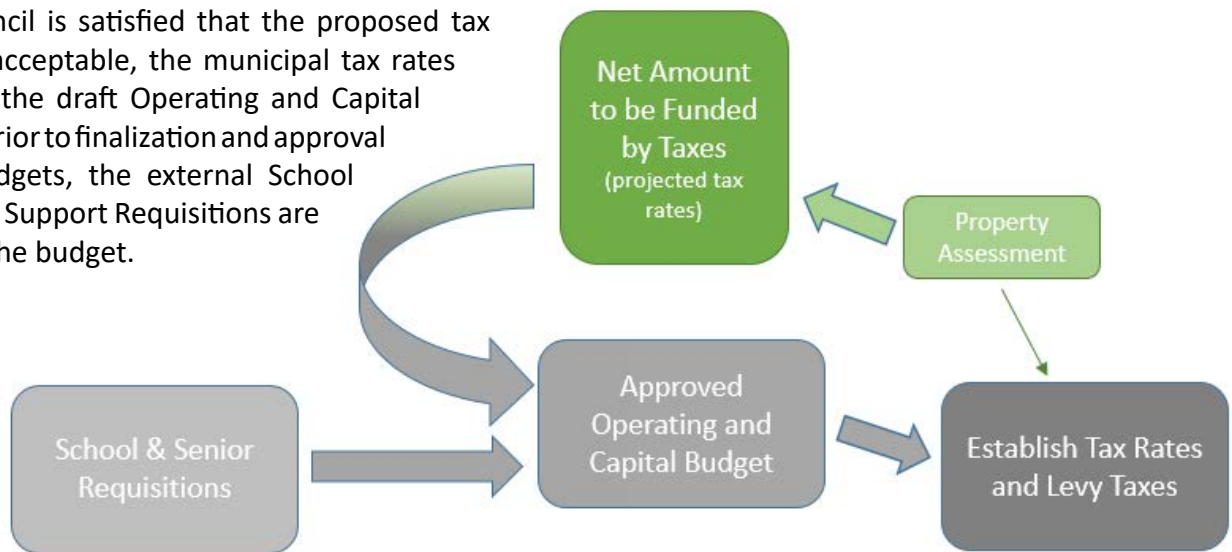 ncil is satisfied that the proposed tax
acceptable, the municipal tax rates
the draft Operating and Capital
rior to finalization and approval
dgets, the external School
Support Requisitions are
he budget.
Net Amount
to be Funded
by Taxes
(projected tax
rates)
Property
Assessment
School & Senior
Requisitions
Approved
Operating and
Capital Budget
Establish Tax Rates
and Levy Taxes